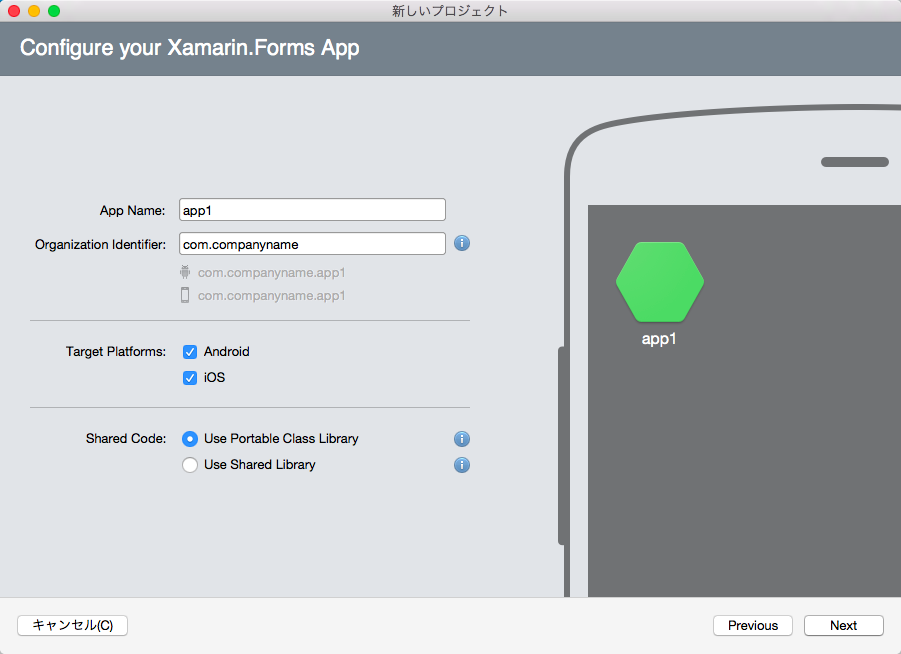 新しいプロジェクト
Configure your Xamarin.Forms App
App Name: app1
Organization Identifier: com.companyname
com.companyname.app1
com.companyname.app1
Target Platforms: Android
iOS
Shared Code: Use Portable Class Library
Use Shared Library
app1
キャンセル(C)
Previous
Next